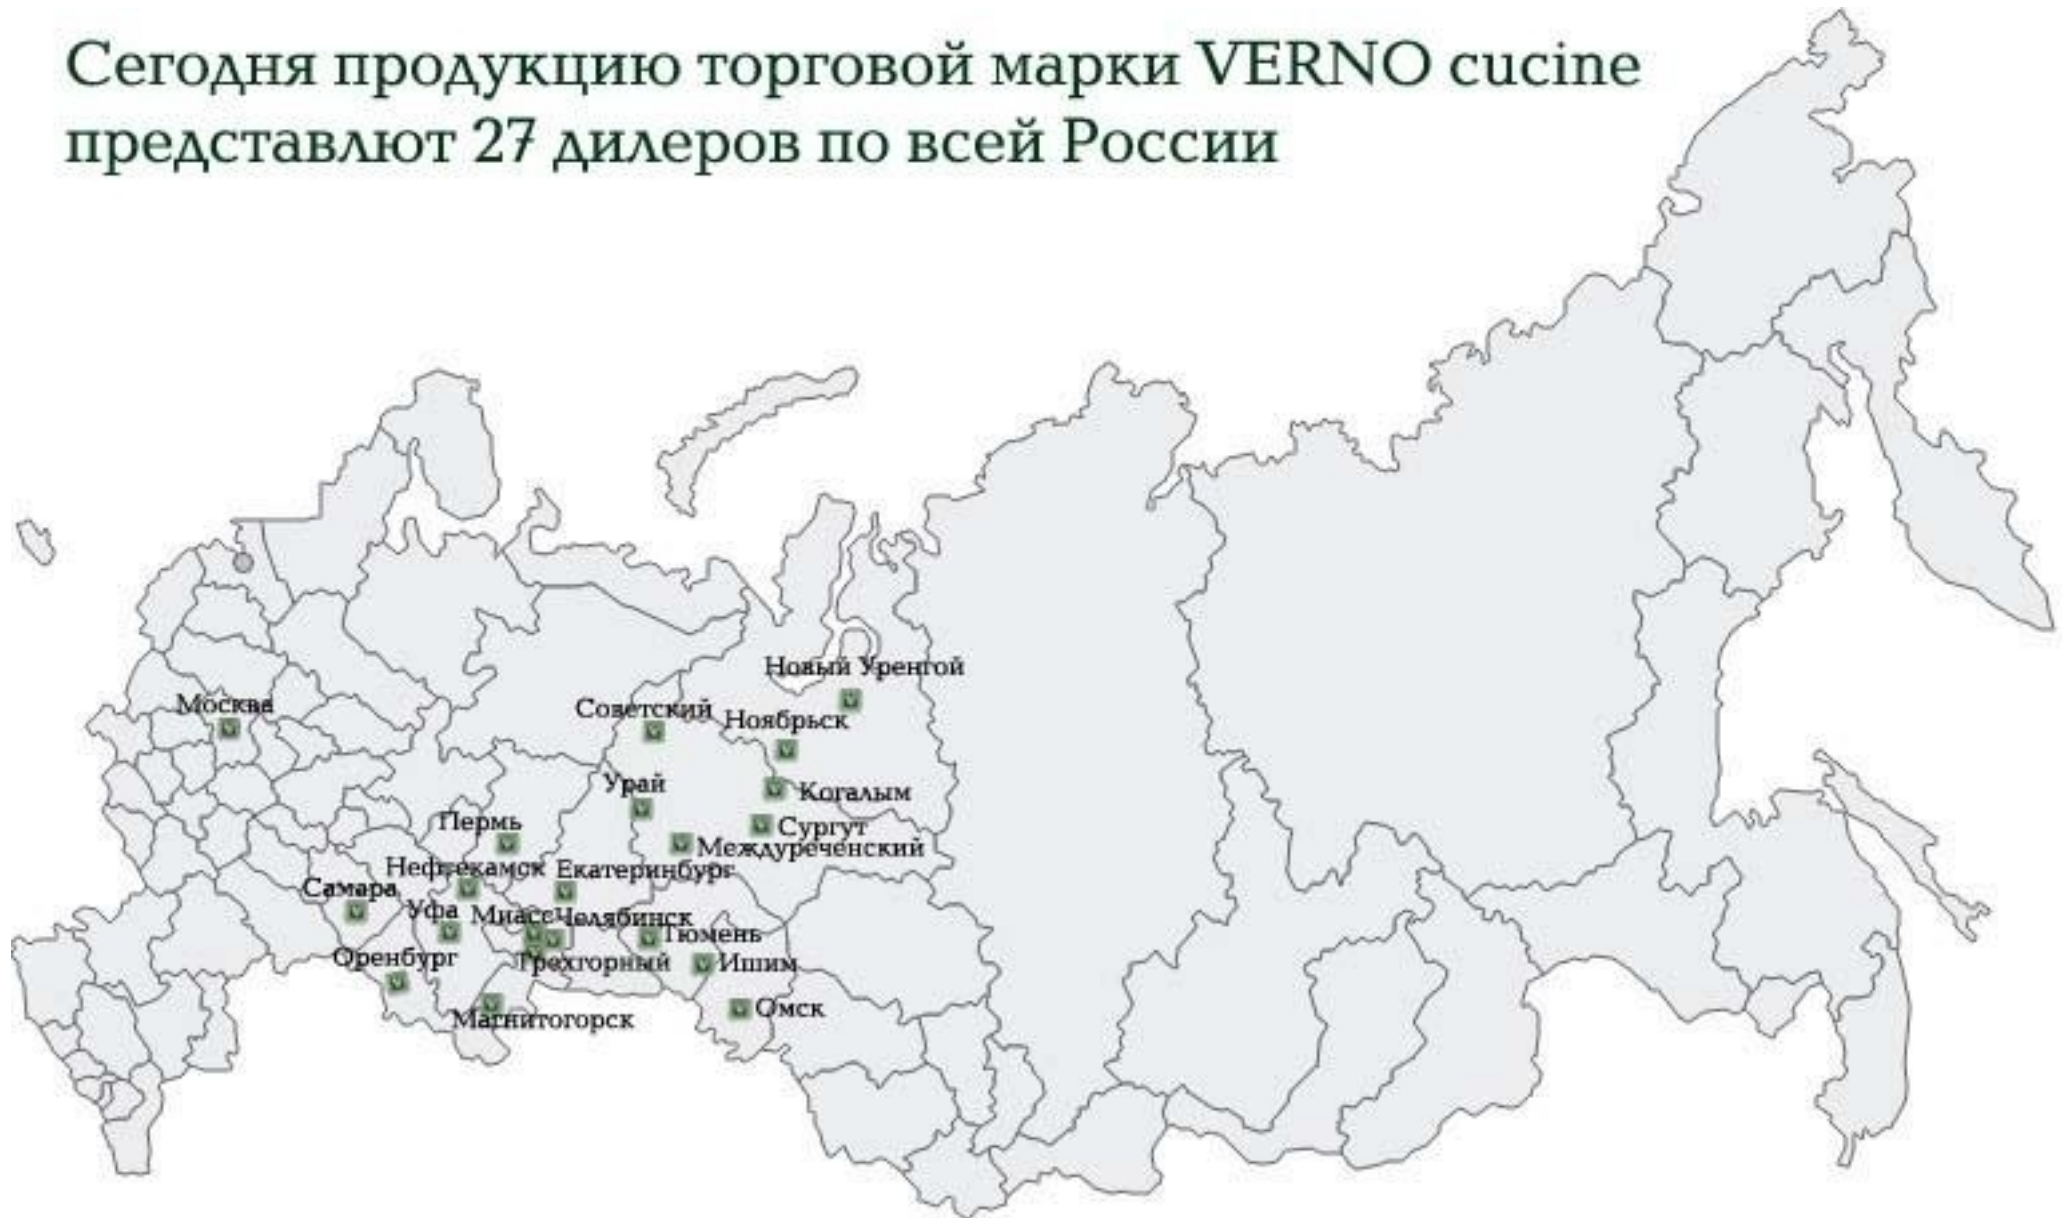 Сегодня продукцию торговой марки VERNO cucine
представлют 27 дилеров по всей России
Новый Уренгой
Москва
Советский
Ноябрьск
Урай
Когалым
Пермь
Сургут
Междуреченский
Нефтекамск
Екатеринбург
Самара
Уфа
Миасс
Челябинск
Тюмень
Оренбург
Трехгорный
Ишим
Омск
Магнитогорск